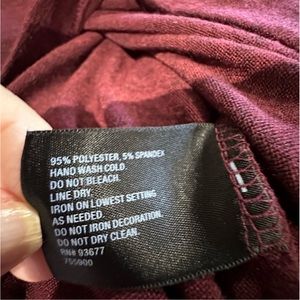 95% POLYESTER, 5% SPANDEX
HAND WASH COLD.
DO NOT BLEACH.
LINE DRY.
IRON ON LOWEST SETTING
AS NEEDED.
DO NOT IRON DECORATION.
DO NOT DRY CLEAN.
RN# 93677
755900